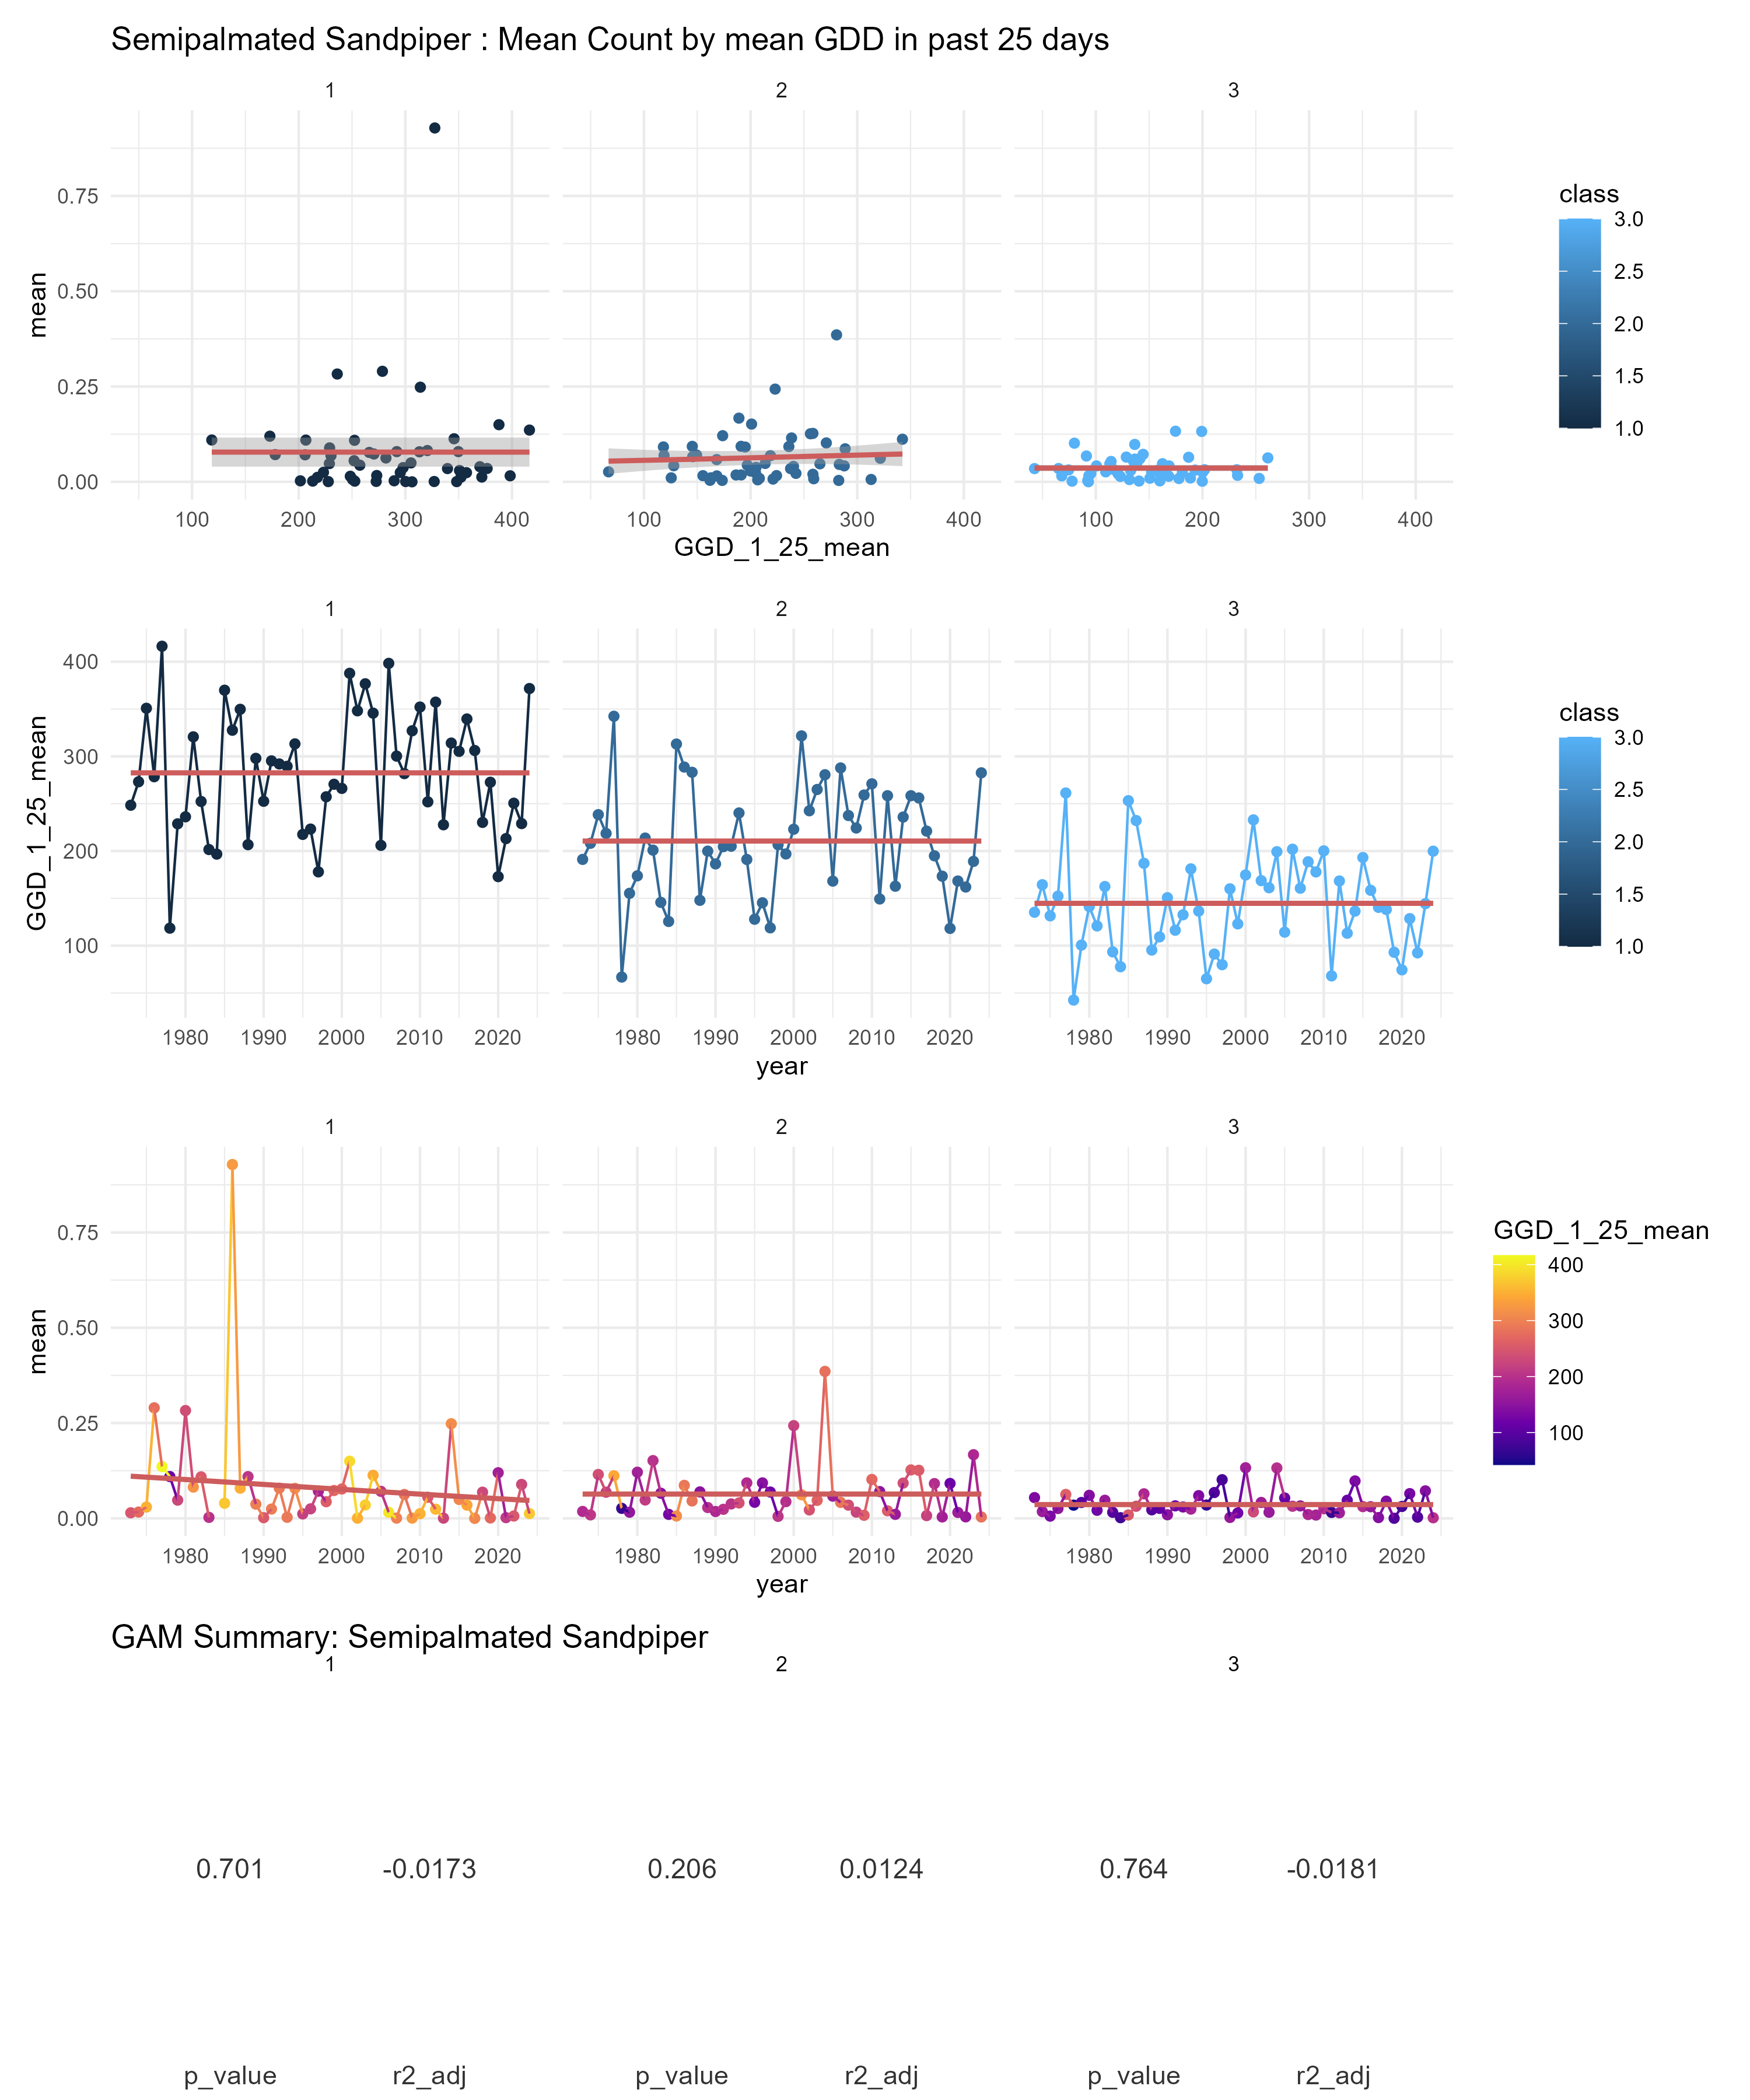 Semipalmated Sandpiper : Mean Count by mean GDD in past 25 days
1 2 3
mean
0.75
0.50
0.25
0.00
100 200 300 400 100 200 300 400 100 200 300 400
GGD_1_25_mean
class
3.0
2.5
2.0
1.5
1.0
1 2 3
GGD_1_25_mean
400
300
200
100
1980 1990 2000 2010 2020 1980 1990 2000 2010 2020 1980 1990 2000 2010 2020
year
class
3.0
2.5
2.0
1.5
1.0
1 2 3
mean
0.75
0.50
0.25
0.00
1980 1990 2000 2010 2020 1980 1990 2000 2010 2020 1980 1990 2000 2010 2020
year
GGD_1_25_mean
400
300
200
100
GAM Summary: Semipalmated Sandpiper
1 2 3
0.701 -0.0173 0.206 0.0124 0.764 -0.0181
p_value r2_adj p_value r2_adj p_value r2_adj